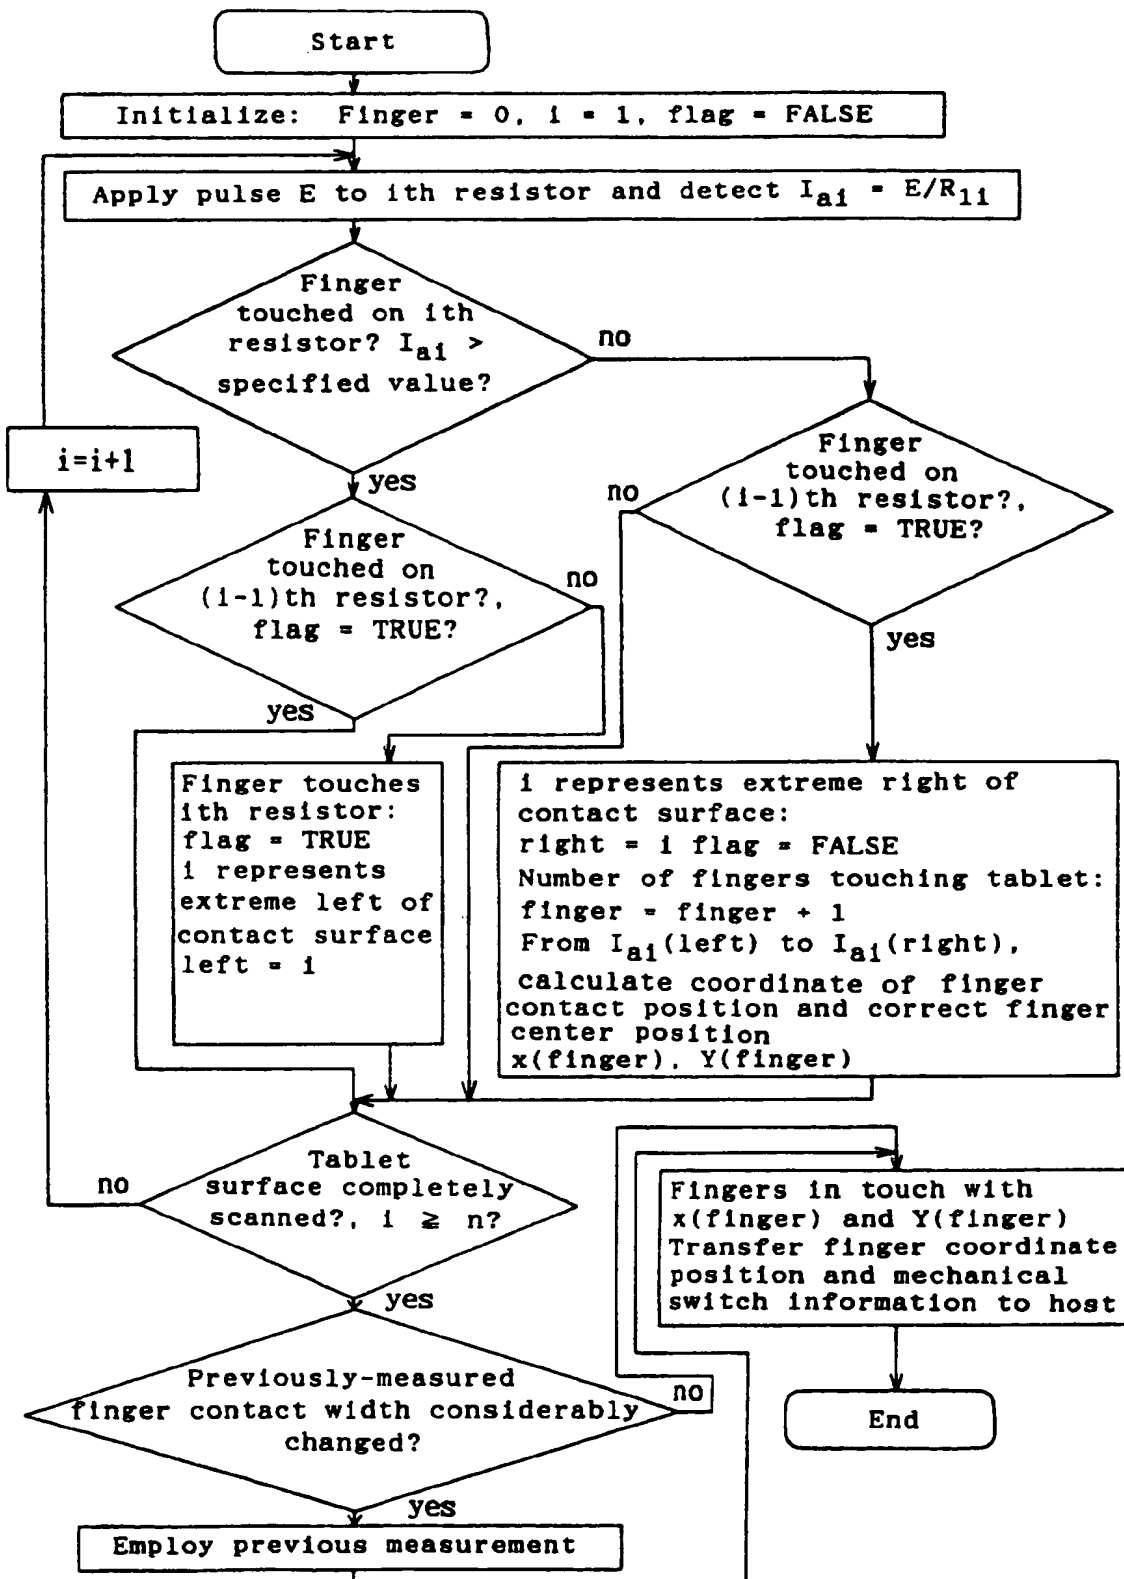 Start
Initialize: Finger = 0, i = 1, flag = FALSE
Apply pulse E to ith resistor and detect Iai = E/R1i
Finger
touched on ith
resistor? Iai >
specified value?
no
yes
i=i+1
Finger
touched on
(i-1)th resistor?,
flag = TRUE?
no
yes
Finger
touched on
(i-1)th resistor?,
flag = TRUE?
no
yes
Finger touches
ith resistor:
flag = TRUE
i represents
extreme left of
contact surface
left = i
i represents extreme right of
contact surface:
right = i flag = FALSE
Number of fingers touching tablet:
finger = finger + 1
From Iai(left) to Iai(right),
calculate coordinate of finger
contact position and correct finger
center position
x(finger), Y(finger)
Tablet
surface completely
scanned?, i ≧ n?
no
yes
Previously-measured
finger contact width considerably
changed?
no
yes
Employ previous measurement
Fingers in touch with
x(finger) and Y(finger)
Transfer finger coordinate
position and mechanical
switch information to host
End